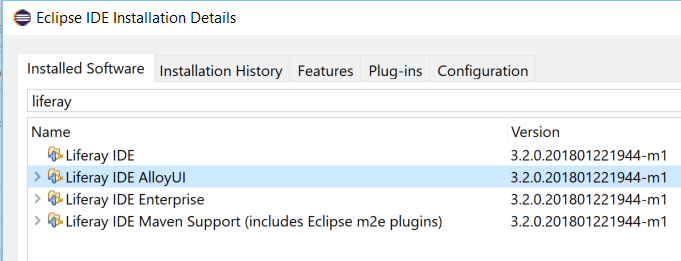 Eclipse IDE Installation Details
Installed Software Installation History Features Plug-ins Configuration
liferay
Name Version
Liferay IDE 3.2.0.201801221944-m1
Liferay IDE AlloyUI 3.2.0.201801221944-m1
Liferay IDE Enterprise 3.2.0.201801221944-m1
Liferay IDE Maven Support (includes Eclipse m2e plugins) 3.2.0.201801221944-m1